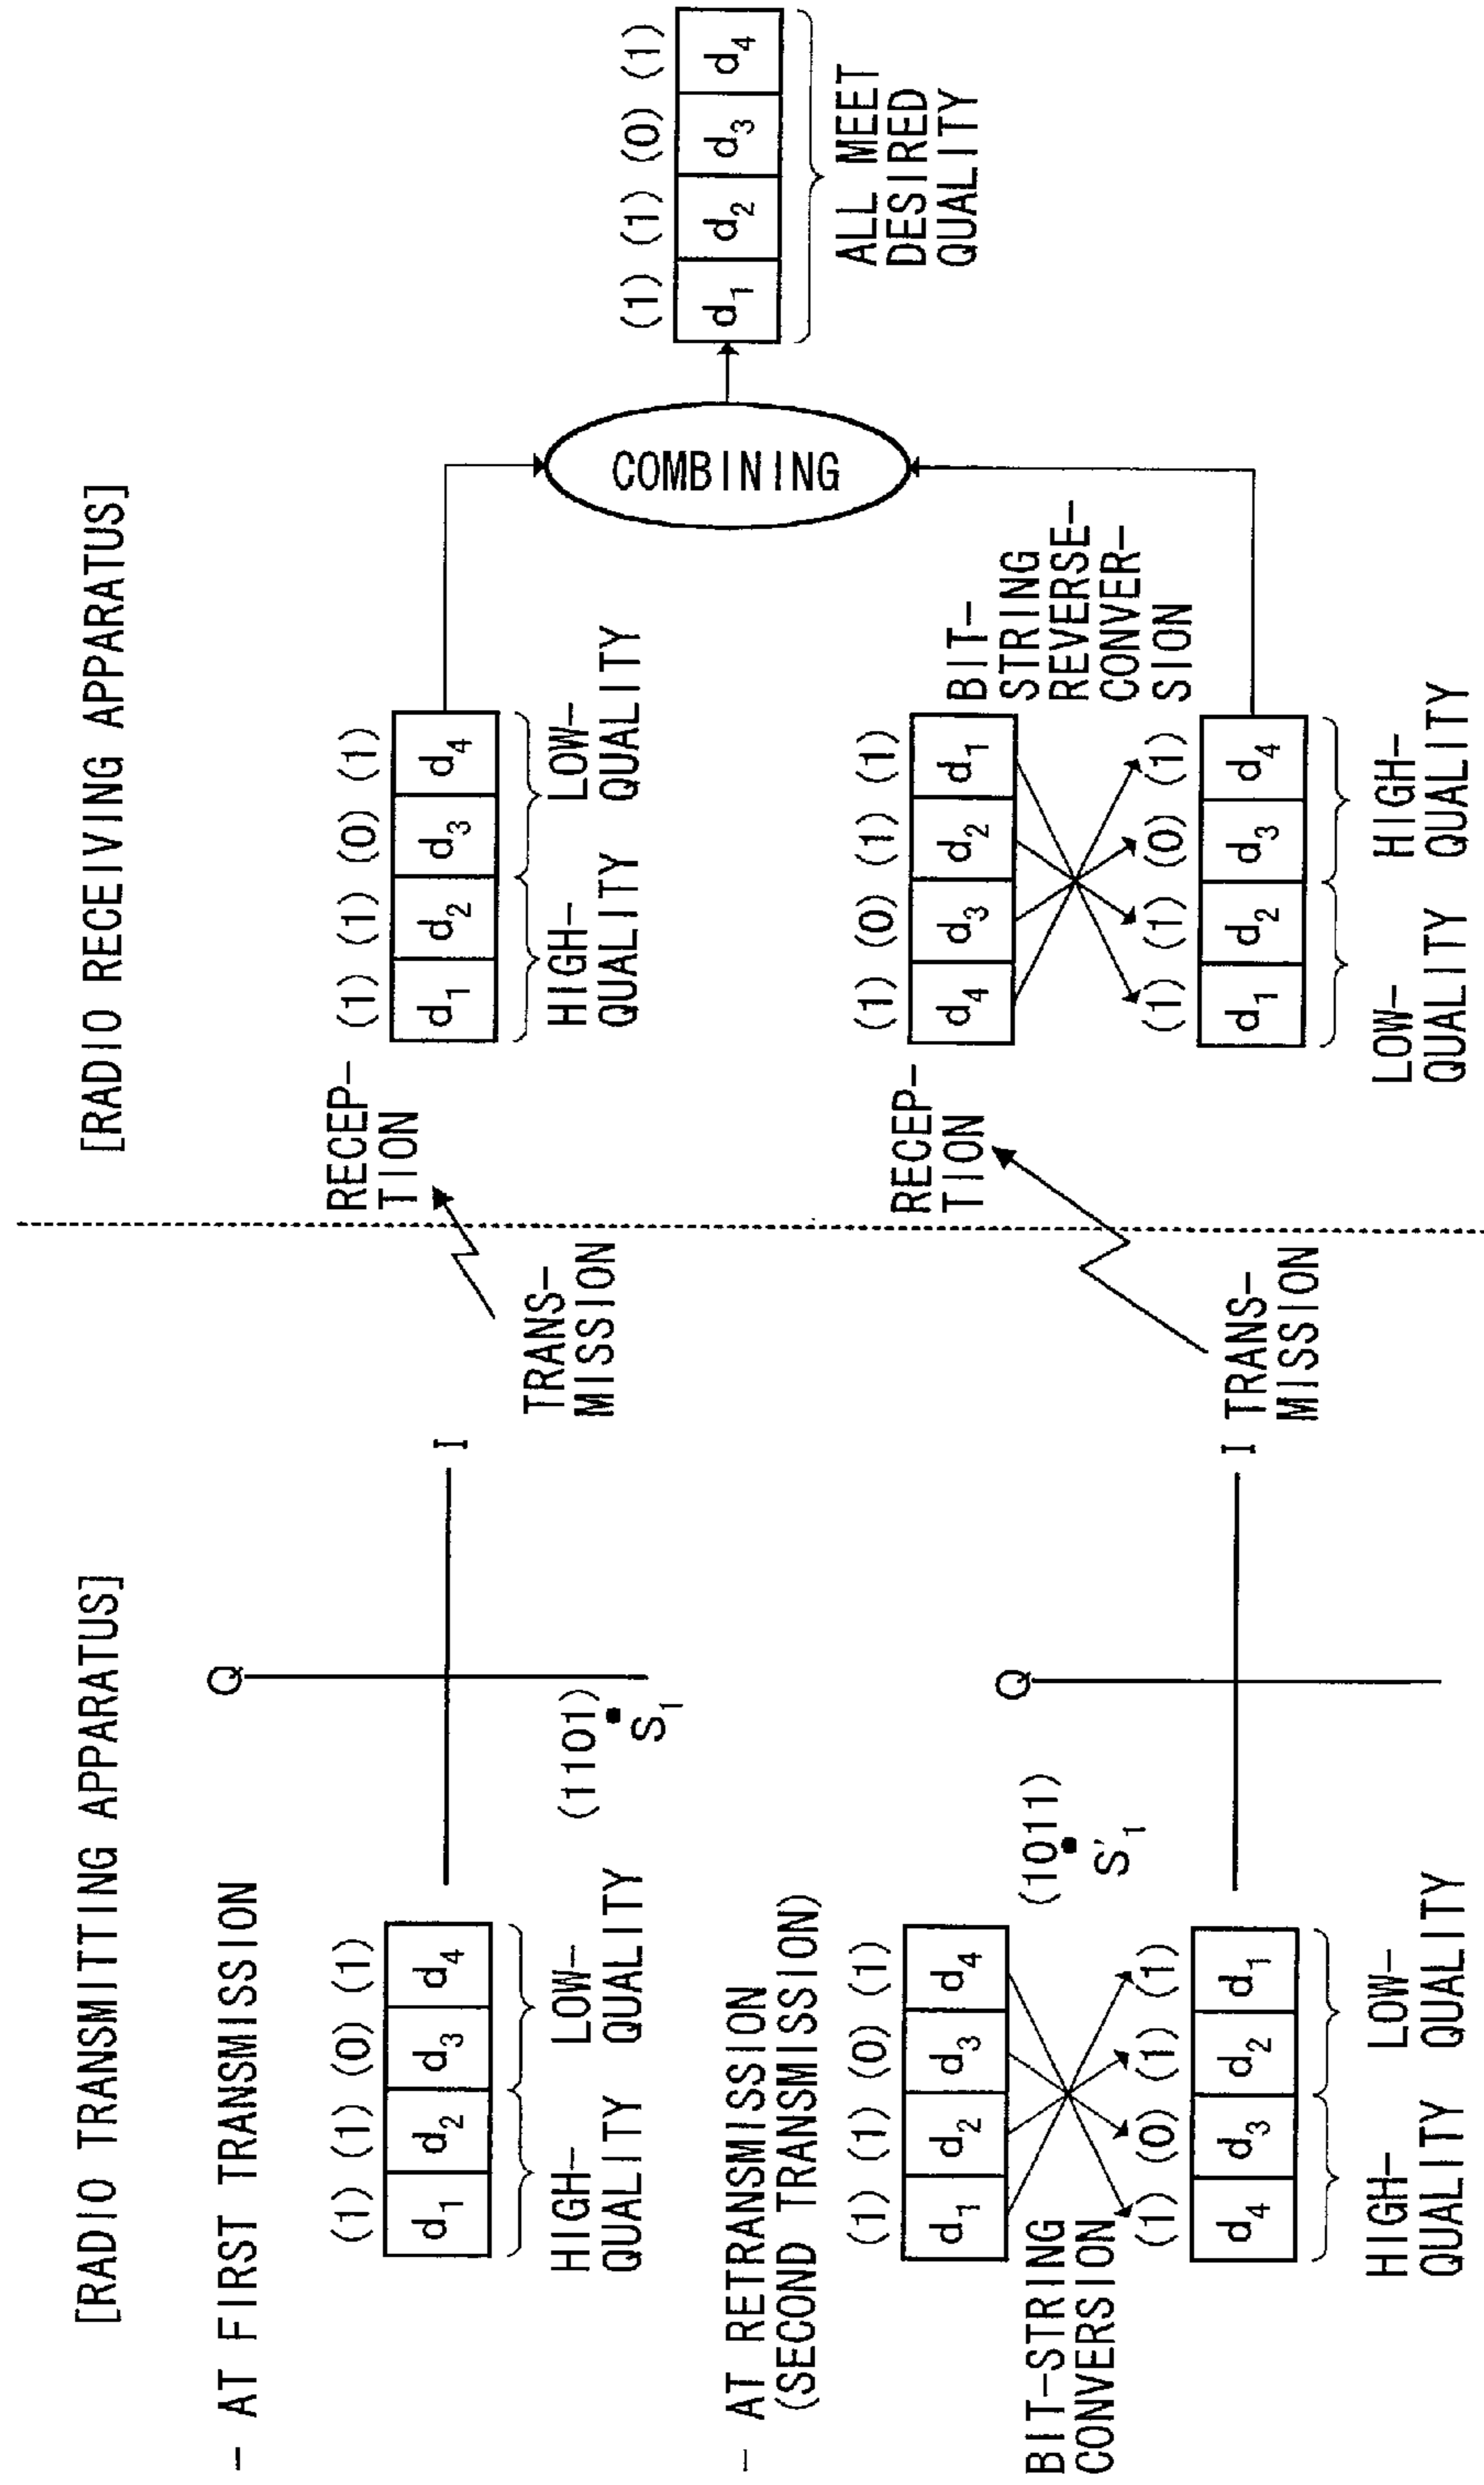 [RADIO TRANSMITTING APPARATUS]
- AT FIRST TRANSMISSION
(1) (1) (0) (1)
d1 d2 d3 d4
HIGH-
QUALITY
LOW-
QUALITY
Q
I
(1101)
S1
TRANS-
MISSION
- AT RETRANSMISSION
(SECOND TRANSMISSION)
(1) (1) (0) (1)
d1 d2 d3 d4
BIT-STRING
CONVERSION
(1) (0) (1) (1)
d4 d3 d2 d1
HIGH-
QUALITY
LOW-
QUALITY
Q
I
(1011)
S'1
TRANS-
MISSION
[RADIO RECEIVING APPARATUS]
RECEP-
TION
(1) (1) (0) (1)
d1 d2 d3 d4
HIGH-
QUALITY
LOW-
QUALITY
RECEP-
TION
(1) (0) (1) (1)
d4 d3 d2 d1
BIT-
STRING
REVERSE-
CONVER-
SION
(1) (1) (0) (1)
d1 d2 d3 d4
LOW-
QUALITY
HIGH-
QUALITY
COMBINING
(1) (1) (0) (1)
d1 d2 d3 d4
ALL MEET
DESIRED
QUALITY